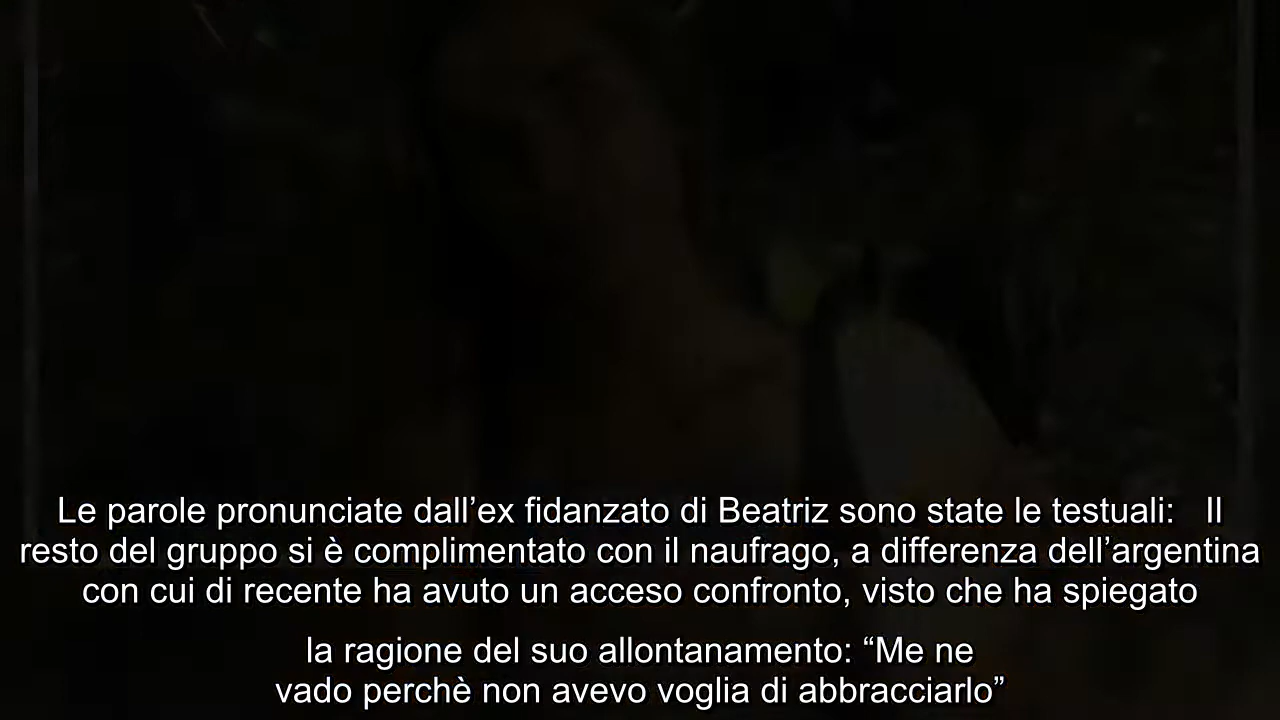 Le parole pronunciate dall’ex fidanzato di Beatriz sono state le testuali:   Il
resto del gruppo si è complimentato con il naufrago, a differenza dell’argentina
con cui di recente ha avuto un acceso confronto, visto che ha spiegato
la ragione del suo allontanamento: “Me ne
vado perchè non avevo voglia di abbracciarlo”